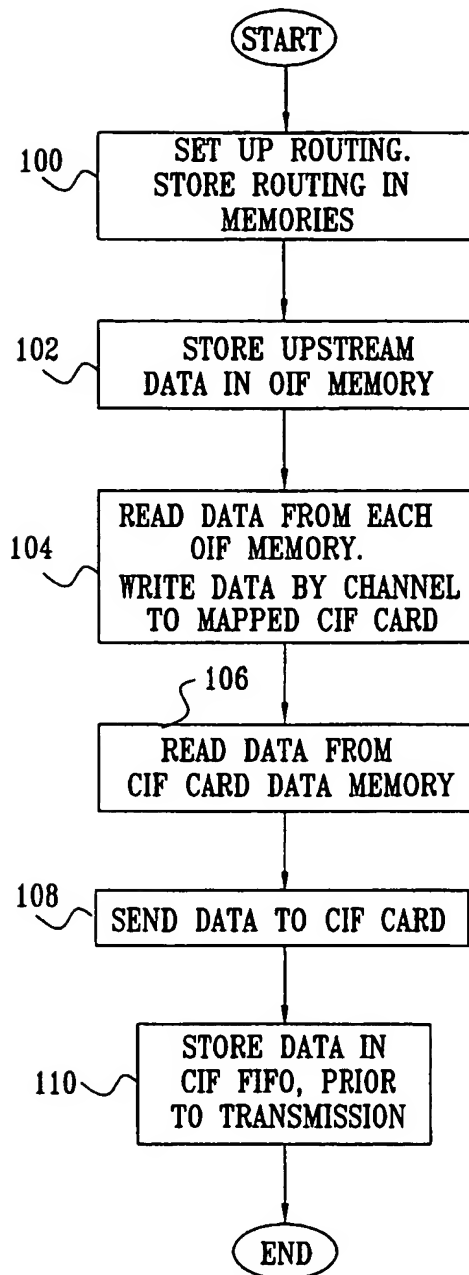 START
100
SET UP ROUTING.
STORE ROUTING IN
MEMORIES
102
STORE UPSTREAM
DATA IN OIF MEMORY
104
READ DATA FROM EACH
OIF MEMORY.
WRITE DATA BY CHANNEL
TO MAPPED CIF CARD
106
READ DATA FROM
CIF CARD DATA MEMORY
108
SEND DATA TO CIF CARD
110
STORE DATA IN
CIF FIFO, PRIOR
TO TRANSMISSION
END